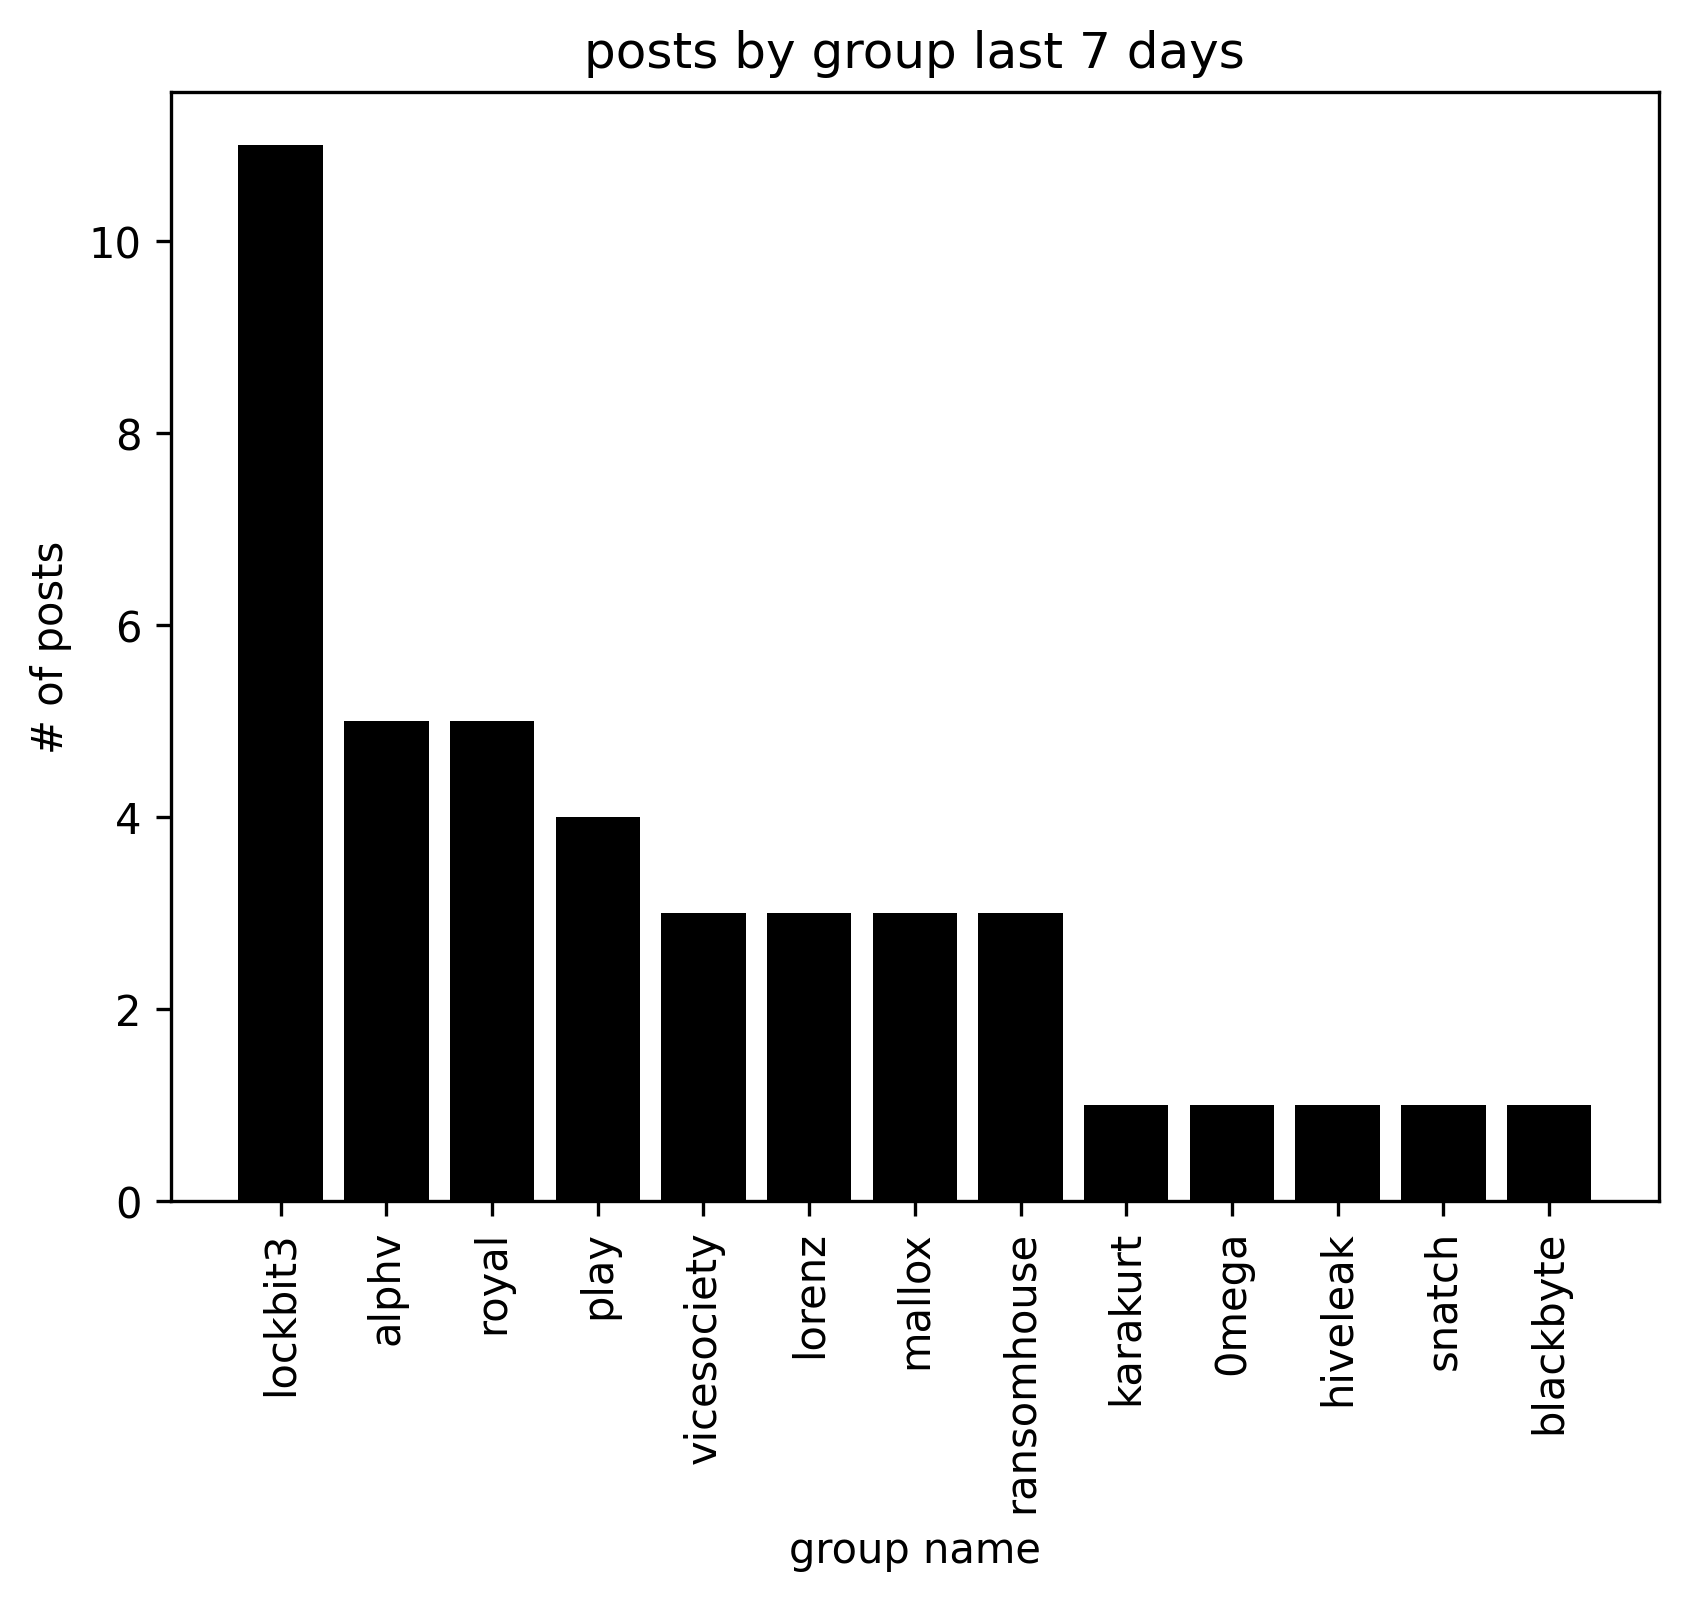 posts by group last 7 days
# of posts
10
8
6
4
2
0
lockbit3
alphv
royal
play
vicesociety
lorenz
mallox
ransomhouse
karakurt
0mega
hiveleak
snatch
blackbyte
group name